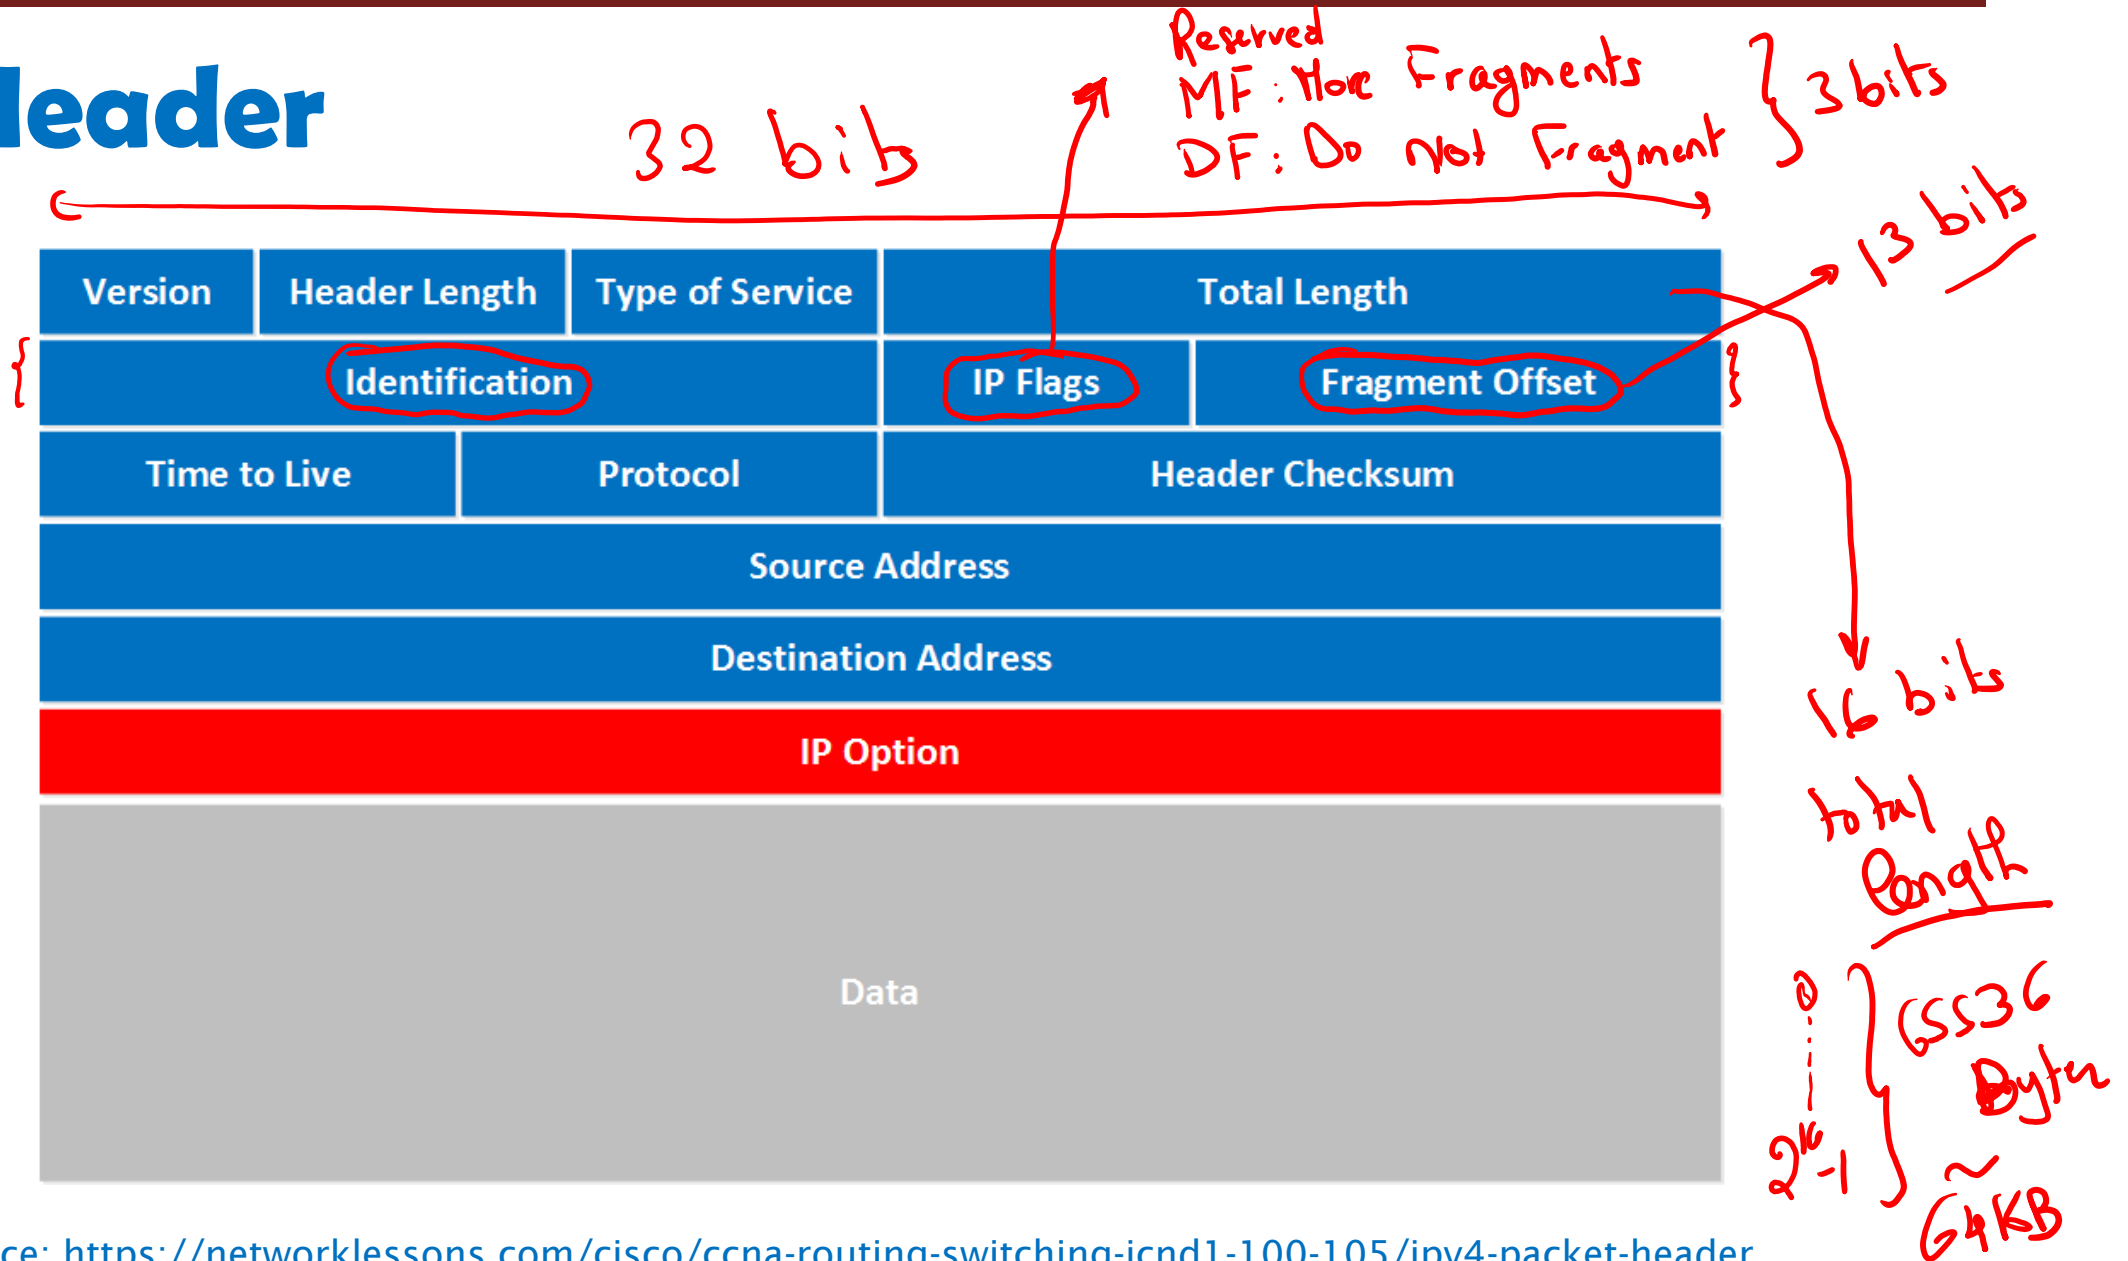 Reserved
MF: More Fragments
DF: Do Not Fragment
3 bits
leader
32 bits
13 bits
Version Header Length Type of Service Total Length
Identification IP Flags Fragment Offset
Time to Live Protocol Header Checksum
Source Address
Destination Address
IP Option
Data
16 bits
total
length
0
2^16-1
65536
Bytes
~
64KB
ce: https://networklessons.com/cisco/ccna-routing-switching-icnd1-100-105/ipv4-packet-header